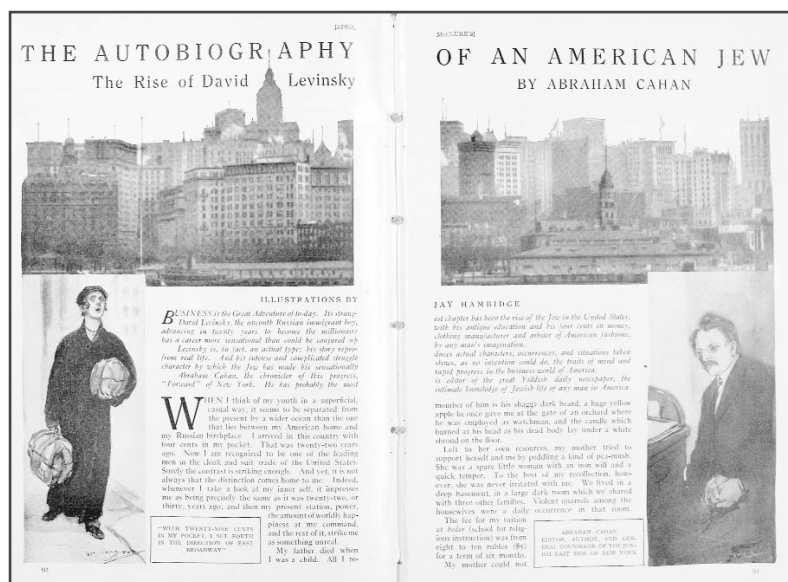 [APRIL,
THE AUTOBIOGRAPHY
The Rise of David Levinsky
ILLUSTRATIONS BY
BUSINESS is the Great Adventure of to-day. Its strang-
David Levinsky, the nineteenth Russian immigrant boy,
advancing in twenty years to become the millionaire
has a career more sensational than could be conjured up
Levinsky is, in fact, an actual type; his story repro-
from real life. And his intense and complicated struggle
character by which the Jew has made his sensationally
Abraham Cahan, the chronicler of this progress,
"Forward" of New York. He has probably the most
WHEN I think of my youth in a superficial,
casual way, it seems to be separated from
the present by a wider ocean than the one
that lies between my American home and
my Russian birthplace. I arrived in this country with
four cents in my pocket. That was twenty-two years
ago. Now I am recognized to be one of the leading
men in the cloak and suit trade of the United States.
Surely the contrast is striking enough. And yet, it is not
always that the distinction comes home to me. Indeed,
whenever I take a look at my inner self, it impresses
me as being precisely the same as it was twenty-two, or
thirty, years ago; and then my present station, power,
the amount of worldly hap-
piness at my command,
and the rest of it, strike me
as something unreal.
My father died when
I was a child. All I re-
"WITH TWENTY-NINE CENTS
IN MY POCKET, I SET FORTH
IN THE DIRECTION OF EAST
BROADWAY"
92
McCLURE'S]
OF AN AMERICAN JEW
BY ABRAHAM CAHAN
JAY HAMBIDGE
est chapter has been the rise of the Jew in the United States.
with his antique education and his four cents in money,
clothing manufacturer and arbiter of American fashions,
by any man's imagination.
duces actual characters, occurrences, and situations taken
shows, as no invention could do, the traits of mind and
rapid progress in the business world of America.
is editor of the great Yiddish daily newspaper, the
intimate knowledge of Jewish life of any man in America.
member of him is his shaggy dark beard, a huge yellow
apple he once gave me at the gate of an orchard where
he was employed as watchman, and the candle which
burned at his head as his dead body lay under a white
shroud on the floor.
Left to her own resources, my mother tried to
support herself and me by peddling a kind of pea-mush.
She was a spare little woman with an iron will and a
quick temper. To the best of my recollection, how-
ever, she was never irritated with me. We lived in a
deep basement, in a large dark room which we shared
with three other families. Violent quarrels among the
housewives were a daily occurrence in that room.
The fee for my tuition
at heder (school for relig-
ious instruction) was from
eight to ten rubles ($5)
for a term of six months.
My mother could not
ABRAHAM CAHAN
EDITOR, AUTHOR, AND GEN-
ERAL COUNSELOR OF THE JEW-
ISH EAST SIDE OF NEW YORK